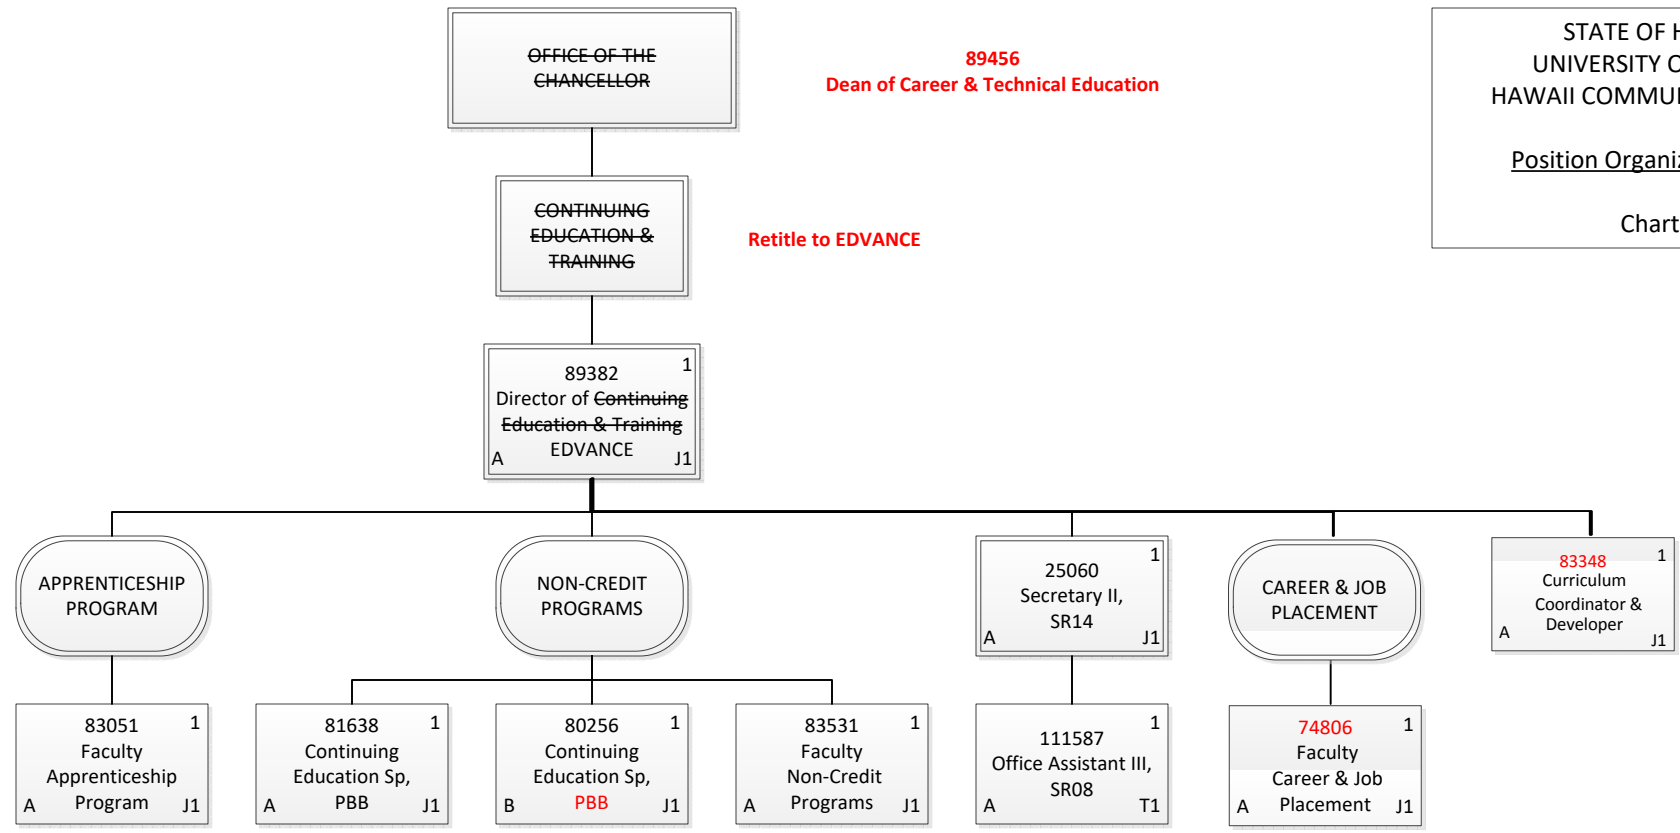 OFFICE OF THE
CHANCELLOR
89456
Dean of Career & Technical Education
STATE OF H
UNIVERSITY O
HAWAII COMMU
Position Organi
Chart
CONTINUING
EDUCATION &
TRAINING
Retitle to EDVANCE
89382 1
Director of Continuing
Education & Training
EDVANCE
A J1
APPRENTICESHIP
PROGRAM
NON-CREDIT
PROGRAMS
25060 1
Secretary II,
SR14
A J1
CAREER & JOB
PLACEMENT
83348 1
Curriculum
Coordinator &
Developer
A J1
83051 1
Faculty
Apprenticeship
Program
A J1
81638 1
Continuing
Education Sp,
PBB
A J1
80256 1
Continuing
Education Sp,
PBB
B J1
83531 1
Faculty
Non-Credit
Programs
A J1
111587 1
Office Assistant III,
SR08
A T1
74806 1
Faculty
Career & Job
Placement
A J1